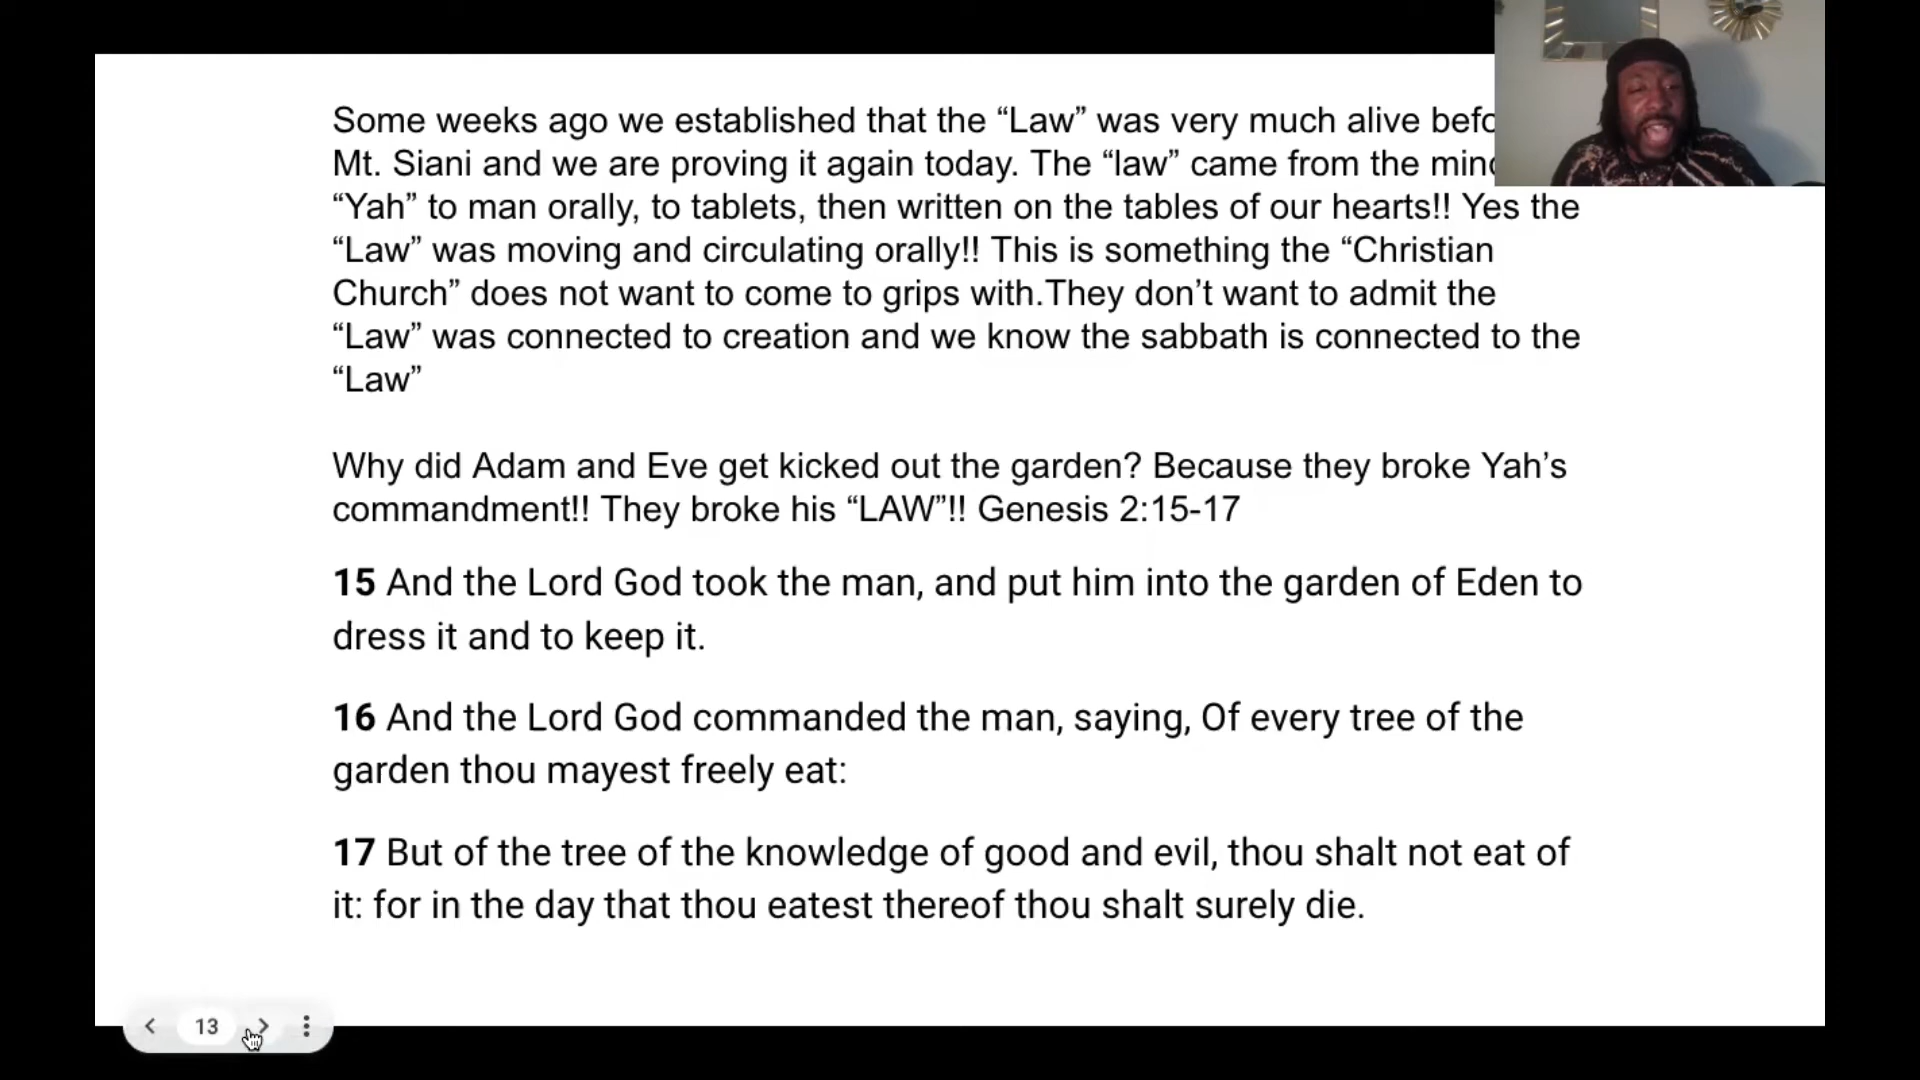 Some weeks ago we established that the “Law” was very much alive
Mt. Siani and we are proving it again today. The “law” came from the
“Yah” to man orally, to tablets, then written on the tables of our hearts!! Yes the
“Law” was moving and circulating orally!! This is something the “Christian
Church” does not want to come to grips with.They don’t want to admit the
“Law” was connected to creation and we know the sabbath is connected to the
“Law”
Why did Adam and Eve get kicked out the garden? Because they broke Yah’s
commandment!! They broke his “LAW”!! Genesis 2:15-17
15 And the Lord God took the man, and put him into the garden of Eden to
dress it and to keep it.
16 And the Lord God commanded the man, saying, Of every tree of the
garden thou mayest freely eat:
17 But of the tree of the knowledge of good and evil, thou shalt not eat of
it: for in the day that thou eatest thereof thou shalt surely die.
13